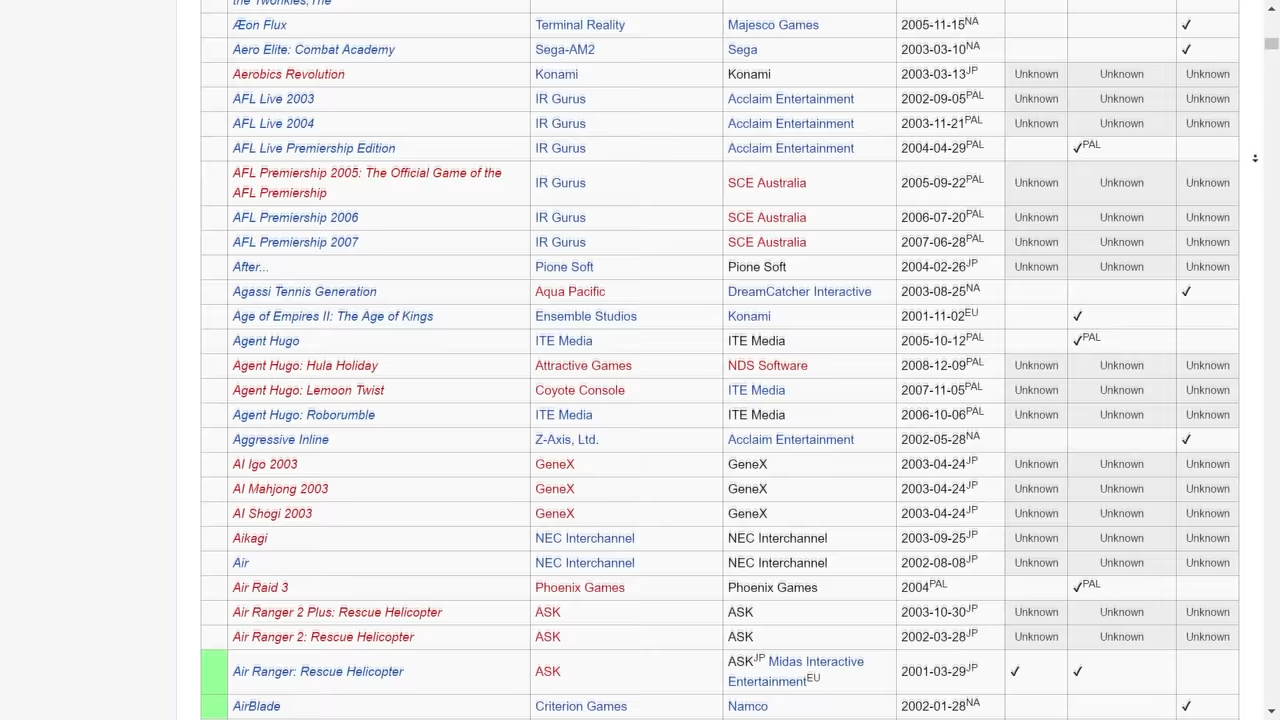 the Twonkies,The
Æon Flux Terminal Reality Majesco Games 2005-11-15NA ✓
Aero Elite: Combat Academy Sega-AM2 Sega 2003-03-10NA ✓
Aerobics Revolution Konami Konami 2003-03-13JP Unknown Unknown Unknown
AFL Live 2003 IR Gurus Acclaim Entertainment 2002-09-05PAL Unknown Unknown Unknown
AFL Live 2004 IR Gurus Acclaim Entertainment 2003-11-21PAL Unknown Unknown Unknown
AFL Live Premiership Edition IR Gurus Acclaim Entertainment 2004-04-29PAL ✓PAL
AFL Premiership 2005: The Official Game of the
AFL Premiership IR Gurus SCE Australia 2005-09-22PAL Unknown Unknown Unknown
AFL Premiership 2006 IR Gurus SCE Australia 2006-07-20PAL Unknown Unknown Unknown
AFL Premiership 2007 IR Gurus SCE Australia 2007-06-28PAL Unknown Unknown Unknown
After... Pione Soft Pione Soft 2004-02-26JP Unknown Unknown Unknown
Agassi Tennis Generation Aqua Pacific DreamCatcher Interactive 2003-08-25NA ✓
Age of Empires II: The Age of Kings Ensemble Studios Konami 2001-11-02EU ✓
Agent Hugo ITE Media ITE Media 2005-10-12PAL ✓PAL
Agent Hugo: Hula Holiday Attractive Games NDS Software 2008-12-09PAL Unknown Unknown Unknown
Agent Hugo: Lemoon Twist Coyote Console ITE Media 2007-11-05PAL Unknown Unknown Unknown
Agent Hugo: Roborumble ITE Media ITE Media 2006-10-06PAL Unknown Unknown Unknown
Aggressive Inline Z-Axis, Ltd. Acclaim Entertainment 2002-05-28NA ✓
AI Igo 2003 GeneX GeneX 2003-04-24JP Unknown Unknown Unknown
AI Mahjong 2003 GeneX GeneX 2003-04-24JP Unknown Unknown Unknown
AI Shogi 2003 GeneX GeneX 2003-04-24JP Unknown Unknown Unknown
Aikagi NEC Interchannel NEC Interchannel 2003-09-25JP Unknown Unknown Unknown
Air NEC Interchannel NEC Interchannel 2002-08-08JP Unknown Unknown Unknown
Air Raid 3 Phoenix Games Phoenix Games 2004PAL ✓PAL
Air Ranger 2 Plus: Rescue Helicopter ASK ASK 2003-10-30JP Unknown Unknown Unknown
Air Ranger 2: Rescue Helicopter ASK ASK 2002-03-28JP Unknown Unknown Unknown
Air Ranger: Rescue Helicopter ASK ASKJP Midas Interactive
EntertainmentEU 2001-03-29JP ✓ ✓
AirBlade Criterion Games Namco 2002-01-28NA ✓